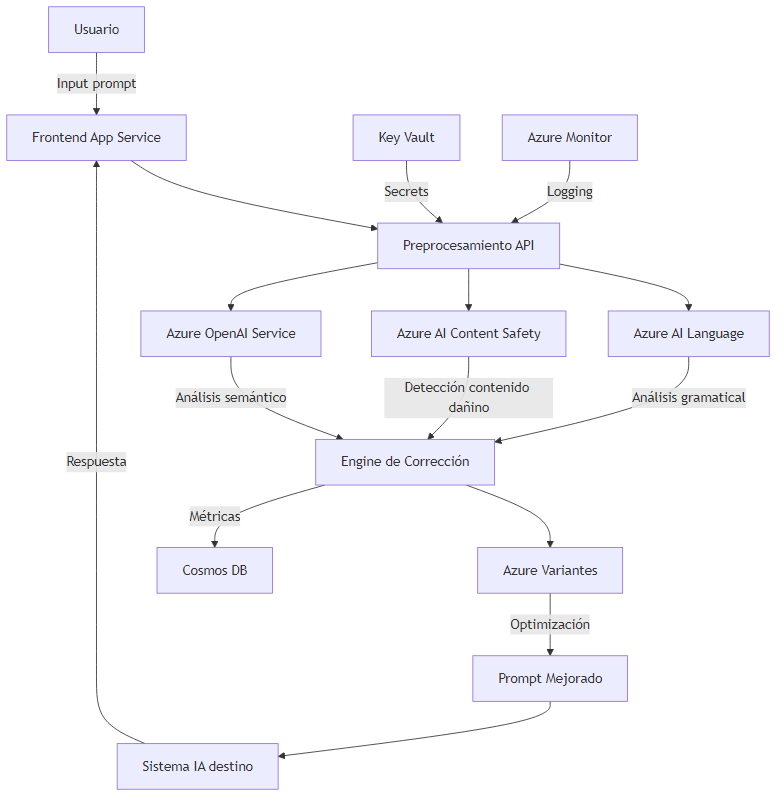 Usuario
Input prompt
Frontend App Service
Key Vault
Azure Monitor
Secrets
Logging
Preprocesamiento API
Azure OpenAI Service
Azure AI Content Safety
Azure AI Language
Análisis semántico
Detección contenido
dañino
Análisis gramatical
Respuesta
Engine de Corrección
Métricas
Cosmos DB
Azure Variantes
Optimización
Prompt Mejorado
Sistema IA destino